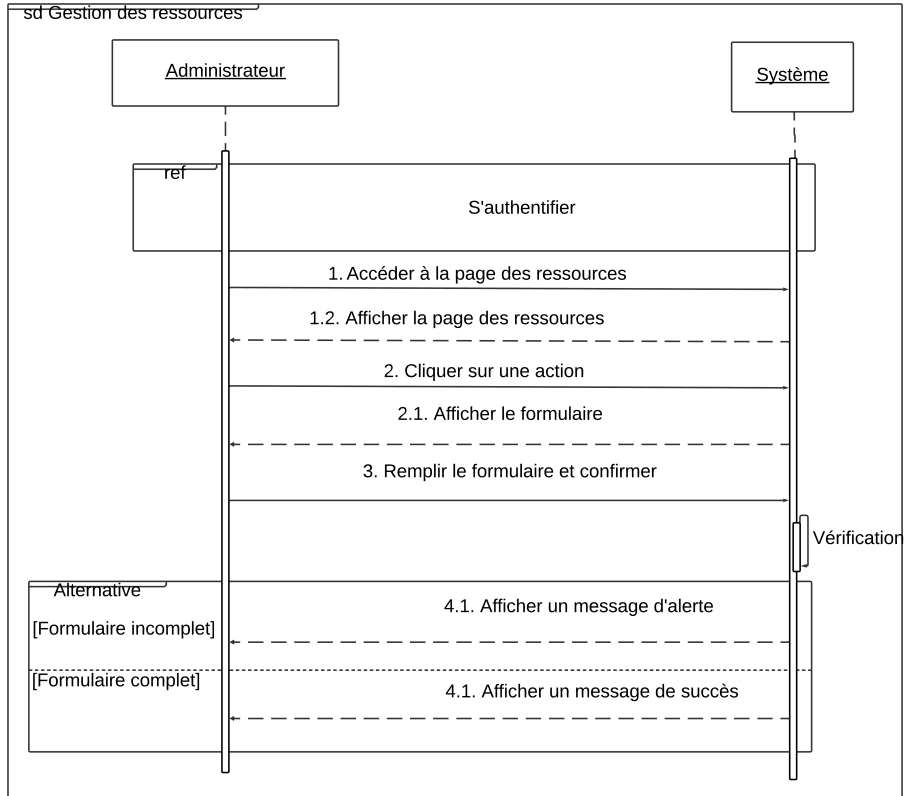 sd Gestion des ressources
Administrateur
Système
ref
S'authentifier
1. Accéder à la page des ressources
1.2. Afficher la page des ressources
2. Cliquer sur une action
2.1. Afficher le formulaire
3. Remplir le formulaire et confirmer
Vérification
Alternative
4.1. Afficher un message d'alerte
[Formulaire incomplet]
[Formulaire complet]
4.1. Afficher un message de succès